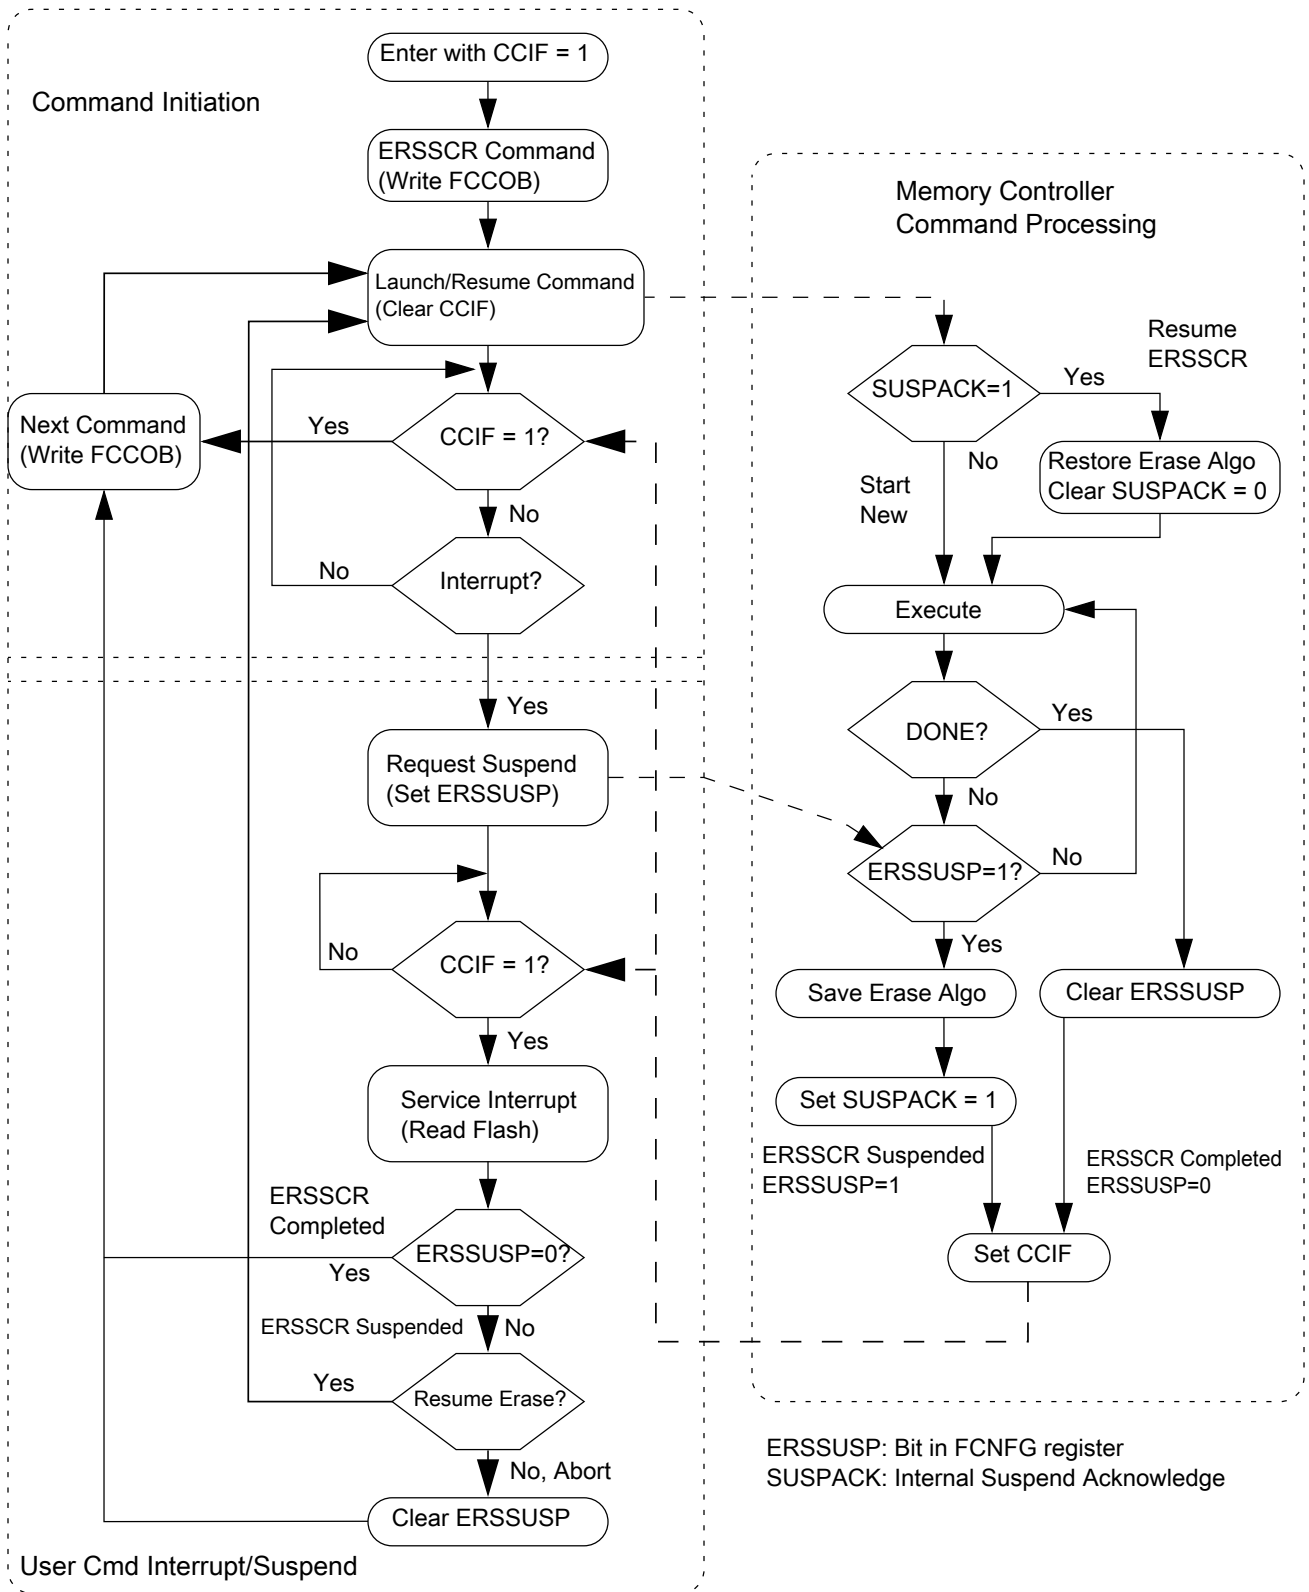 Enter with CCIF = 1
Command Initiation
ERSSCR Command
(Write FCCOB)
Launch/Resume Command
(Clear CCIF)
Next Command
(Write FCCOB)
Yes
CCIF = 1?
No
No
Interrupt?
Yes
Request Suspend
(Set ERSSUSP)
No
CCIF = 1?
Yes
Service Interrupt
(Read Flash)
ERSSCR
Completed
ERSSUSP=0?
Yes
ERSSCR Suspended
No
Yes
Resume Erase?
No, Abort
Clear ERSSUSP
User Cmd Interrupt/Suspend
Memory Controller
Command Processing
Resume
ERSSCR
SUSPACK=1
Yes
No
Restore Erase Algo
Clear SUSPACK = 0
Start
New
Execute
DONE?
Yes
No
ERSSUSP=1?
No
Yes
Save Erase Algo
Clear ERSSUSP
Set SUSPACK = 1
ERSSCR Suspended
ERSSUSP=1
ERSSCR Completed
ERSSUSP=0
Set CCIF
ERSSUSP: Bit in FCNFG register
SUSPACK: Internal Suspend Acknowledge